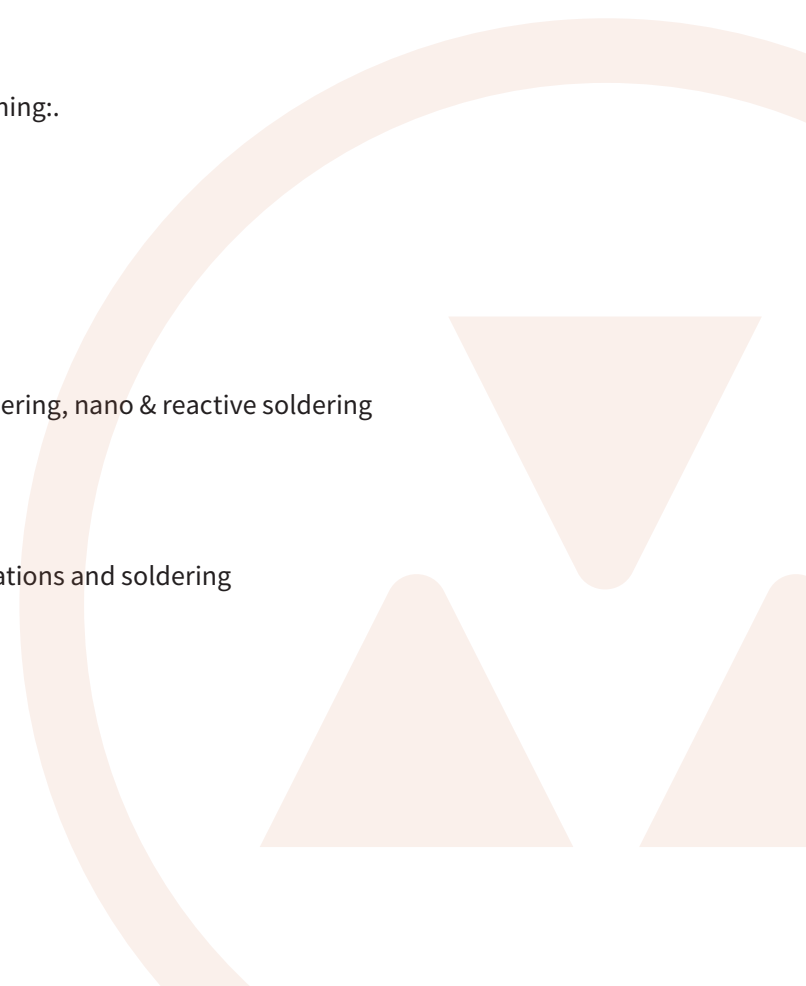 ning:.
ering, nano & reactive soldering
ations and soldering